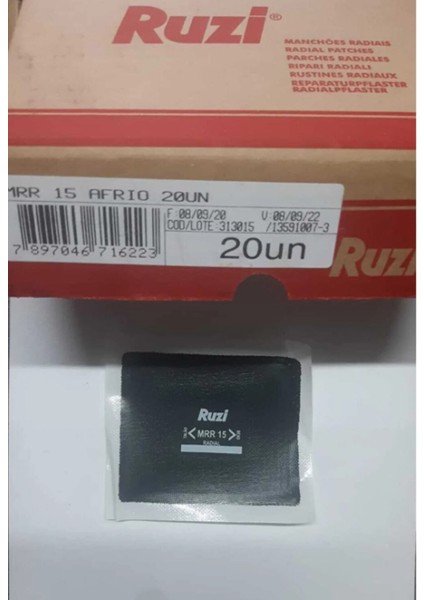 Ruzi®
MANCHÕES RADIAIS
RADIAL PATCHES
PARCHES RADIALES
RIPARI RADIALI
RUSTINES RADIAUX
REPARATURPFLASTER
RADIALPFLASTER
MRR 15 AFRIO 20UN
F:08/09/20 V:08/09/22
COD/LOTE:313015 /13591007-3
7 897046 716223
20un
Ruzi
Ruzi
< MRR 15 >
RADIAL